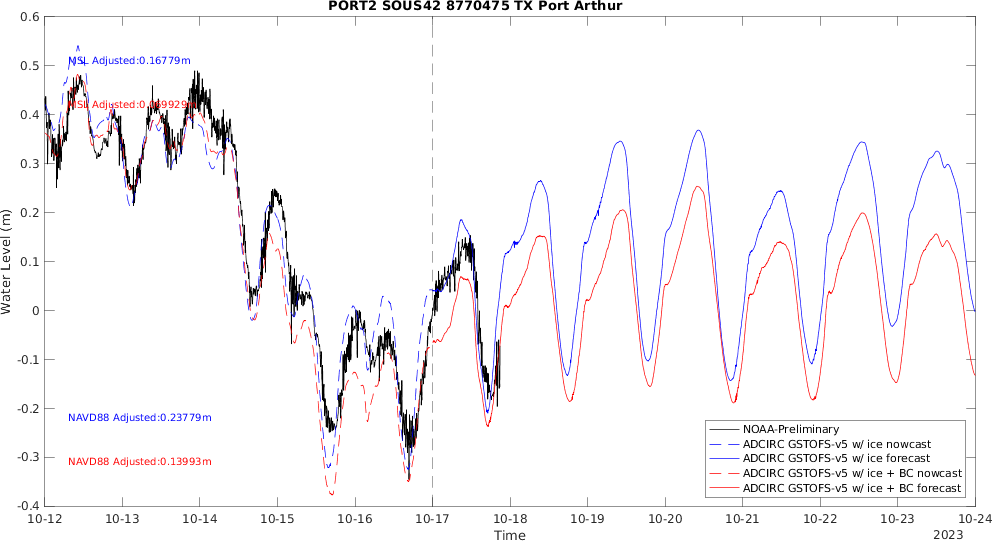 PORT2 SOUS42 8770475 TX Port Arthur
0.6
0.5
0.4
0.3
0.2
0.1
0
-0.1
-0.2
-0.3
-0.4
Water Level (m)
MSL Adjusted:0.16779m
MSL
NAVD88 Adjusted:0.23779m
NAVD88 Adjusted:0.13993m
NOAA-Preliminary
ADCIRC GSTOFS-v5 w/ ice nowcast
ADCIRC GSTOFS-v5 w/ ice forecast
ADCIRC GSTOFS-v5 w/ ice + BC nowcast
ADCIRC GSTOFS-v5 w/ ice + BC forecast
10-12 10-13 10-14 10-15 10-16 10-17 10-18 10-19 10-20 10-21 10-22 10-23 10-24
Time
2023